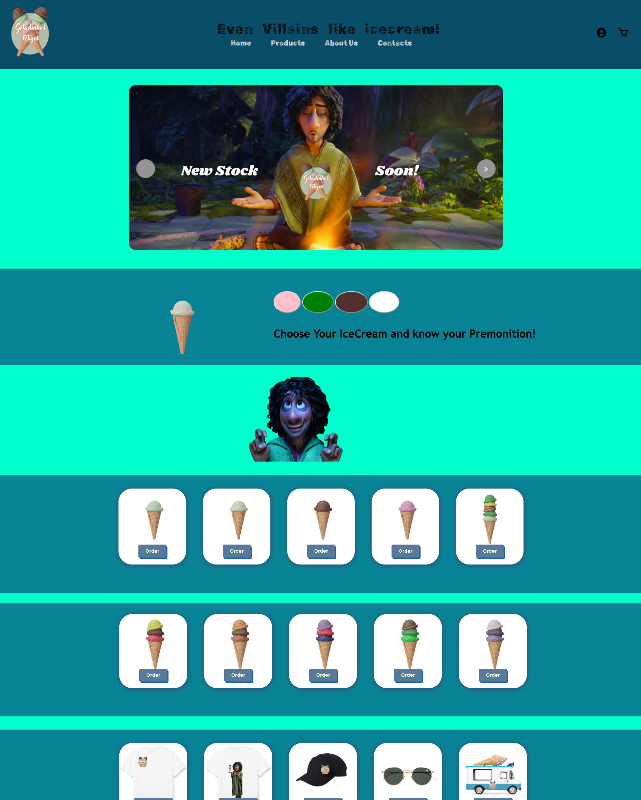 Even Villains like icecream!
Home Products About Us Contacts
New Stock Soon!
Choose Your IceCream and know your Premonition!
Order Order Order Order Order
Order Order Order Order Order